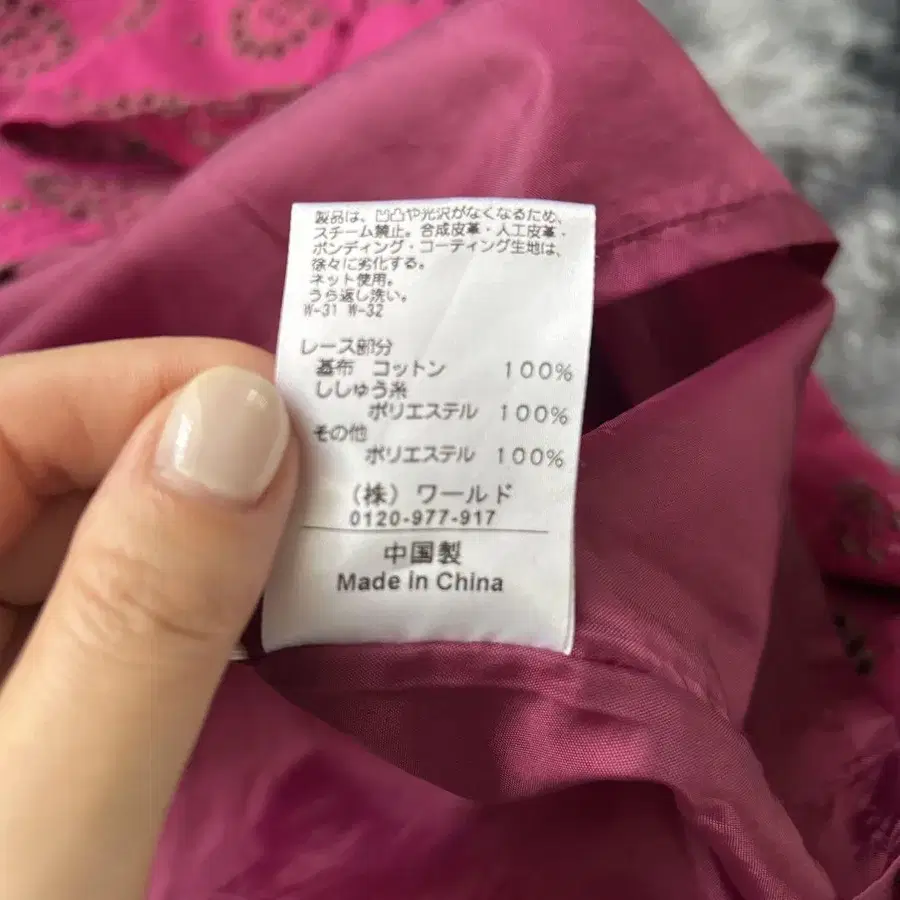 製品は、凹凸や光沢がなくなるため、
スチーム禁止。合成皮革・人工皮革・
ボンディング・コーティング生地は、
徐々に劣化する。
ネット使用。
うら返し洗い。
W-31 W-32
レース部分
基布 コットン 100%
ししゅう糸
ポリエステル 100%
その他
ポリエステル 100%
（株）ワールド
0120-977-917
中国製
Made in China